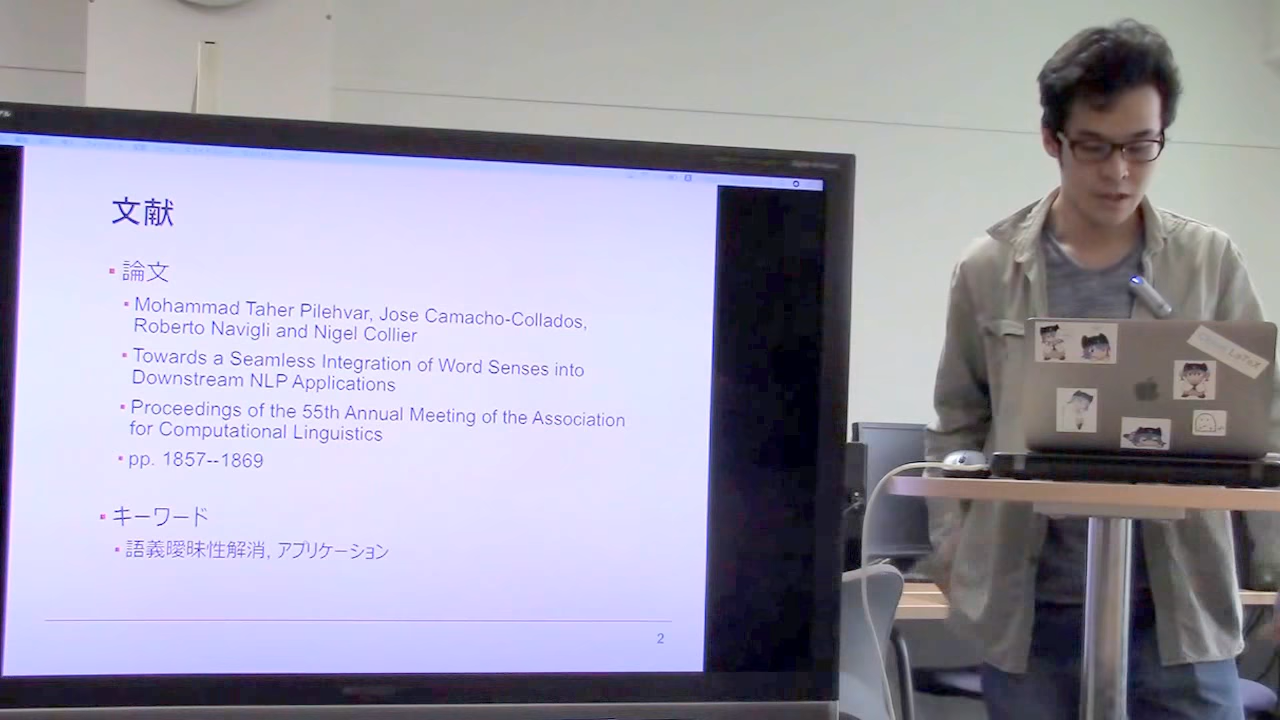 文献
論文
Mohammad Taher Pilehvar, Jose Camacho-Collados,
Roberto Navigli and Nigel Collier
Towards a Seamless Integration of Word Senses into
Downstream NLP Applications
Proceedings of the 55th Annual Meeting of the Association
for Computational Linguistics
pp. 1857--1869
キーワード
語義曖昧性解消, アプリケーション
2
LaTeX